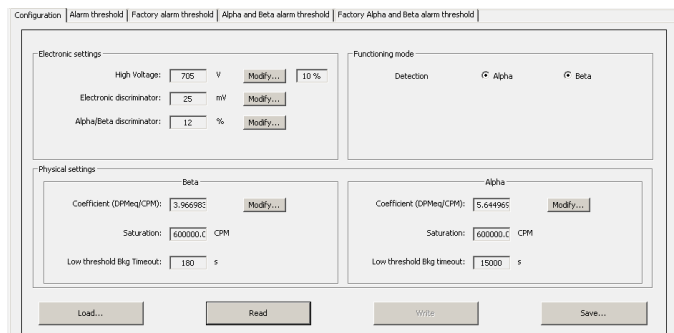 Configuration Alarm threshold Factory alarm threshold Alpha and Beta alarm threshold Factory Alpha and Beta alarm threshold
Electronic settings
High Voltage: 705 V Modify... 10 %
Electronic discriminator: 25 mV Modify...
Alpha/Beta discriminator: 12 % Modify...
Functioning mode
Detection Alpha Beta
Physical settings
Beta
Coefficient (DPMeq/CPM): 3.966983 Modify...
Saturation: 600000.0 CPM
Low threshold Bkg Timeout: 180 s
Alpha
Coefficient (DPMeq/CPM): 5.644969 Modify...
Saturation: 600000.0 CPM
Low threshold Bkg timeout: 15000 s
Load... Read Write Save...